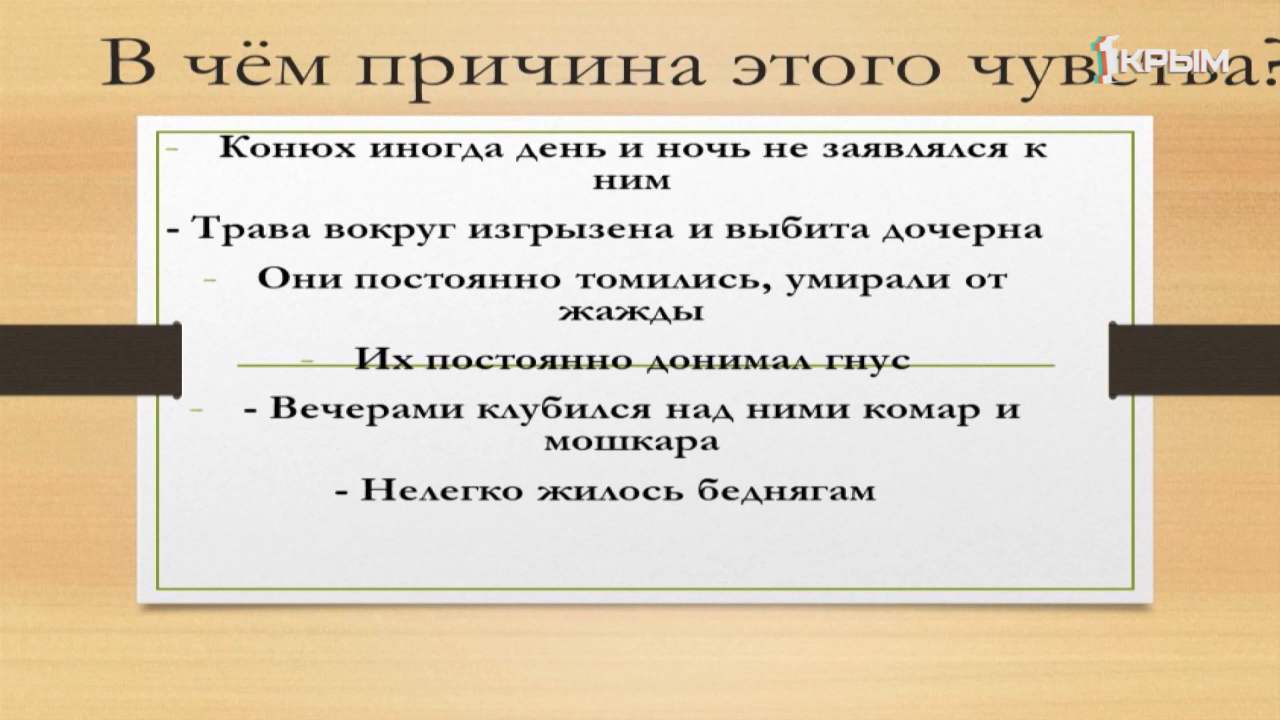 В чём причина этого чувства?
1КРЫМ
- Конюх иногда день и ночь не заявлялся к
ним
- Трава вокруг изгрызена и выбита дочерна
- Они постоянно томились, умирали от
жажды
- Их постоянно донимал гнус
- - Вечерами клубился над ними комар и
мошкара
- Нелегко жилось беднягам